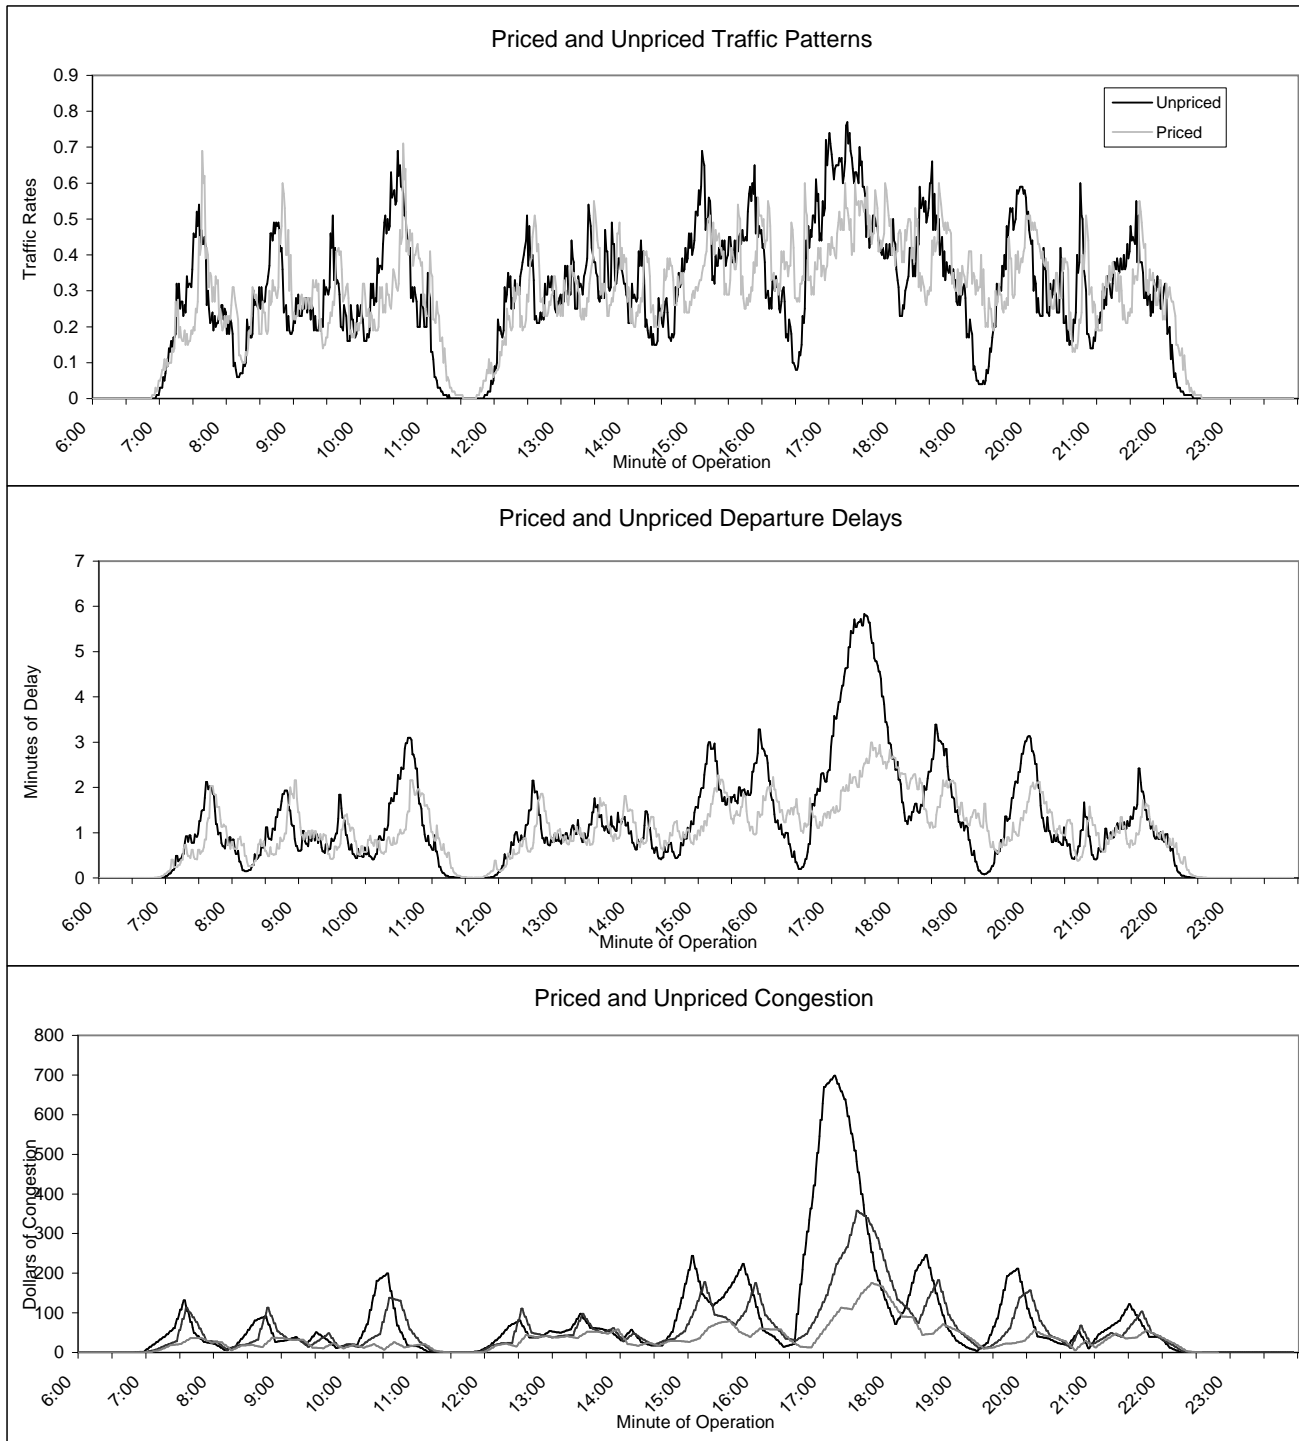 Priced and Unpriced Traffic Patterns
0.9
0.8
0.7
0.6
0.5
0.4
0.3
0.2
0.1
0
Traffic Rates
Unpriced
Priced
6:00 7:00 8:00 9:00 10:00 11:00 12:00 13:00 14:00 15:00 16:00 17:00 18:00 19:00 20:00 21:00 22:00 23:00
Minute of Operation
Priced and Unpriced Departure Delays
7
6
5
4
3
2
1
0
Minutes of Delay
6:00 7:00 8:00 9:00 10:00 11:00 12:00 13:00 14:00 15:00 16:00 17:00 18:00 19:00 20:00 21:00 22:00 23:00
Minute of Operation
Priced and Unpriced Congestion
800
700
600
500
400
300
200
100
0
Dollars of Congestion
6:00 7:00 8:00 9:00 10:00 11:00 12:00 13:00 14:00 15:00 16:00 17:00 18:00 19:00 20:00 21:00 22:00 23:00
Minute of Operation